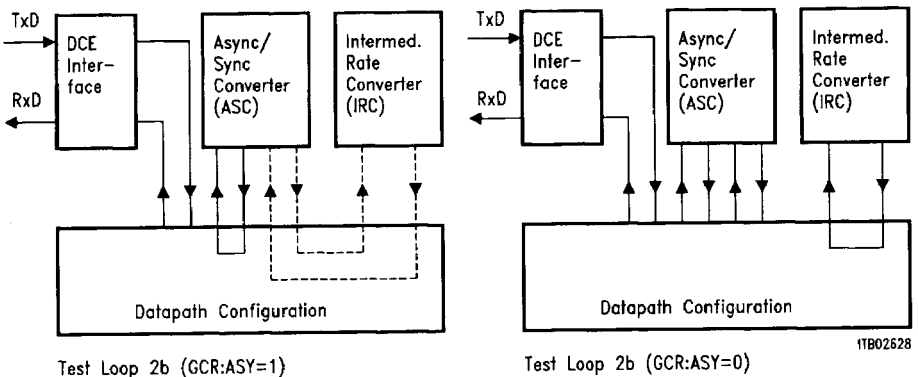 TxD
RxD
DCE
Inter-
face
Async/
Sync
Converter
(ASC)
Intermed.
Rate
Converter
(IRC)
Datapath Configuration
Test Loop 2b (GCR:ASY=1)
TxD
RxD
DCE
Inter-
face
Async/
Sync
Converter
(ASC)
Intermed.
Rate
Converter
(IRC)
Datapath Configuration
ITB02628
Test Loop 2b (GCR:ASY=0)